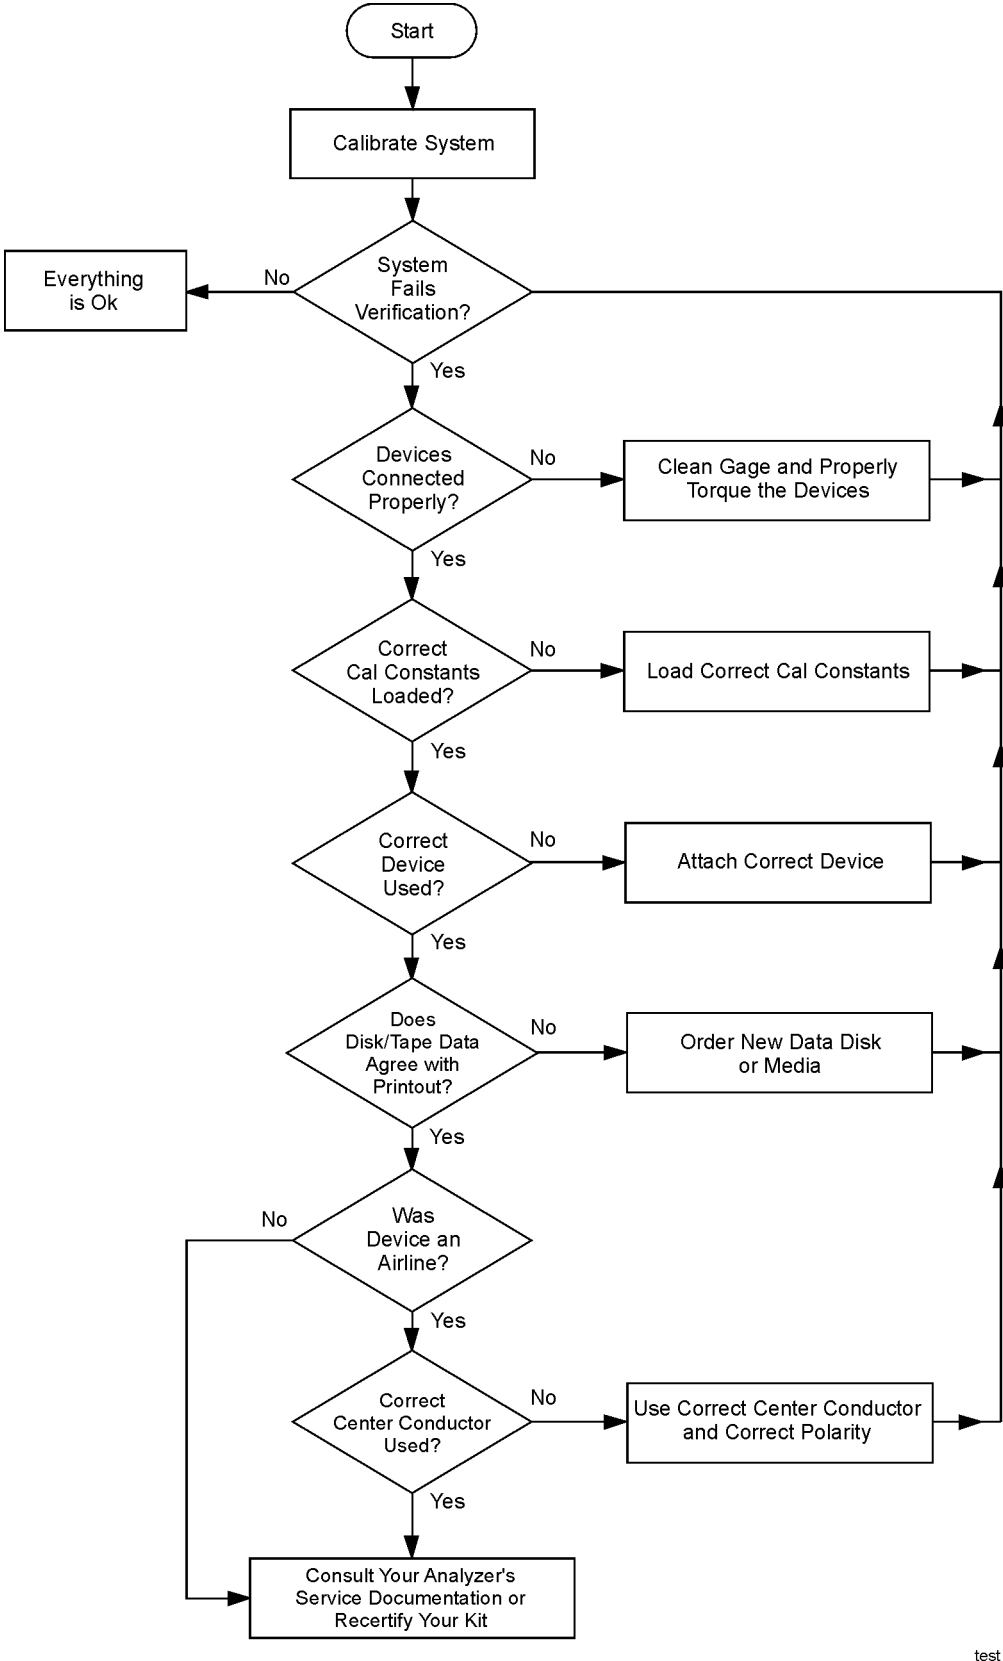 Start
Calibrate System
System
Fails
Verification?
No
Everything
is Ok
Yes
Devices
Connected
Properly?
No
Clean Gage and Properly
Torque the Devices
Yes
Correct
Cal Constants
Loaded?
No
Load Correct Cal Constants
Yes
Correct
Device
Used?
No
Attach Correct Device
Yes
Does
Disk/Tape Data
Agree with
Printout?
No
Order New Data Disk
or Media
Yes
Was
Device an
Airline?
No
Yes
Correct
Center Conductor
Used?
No
Use Correct Center Conductor
and Correct Polarity
Yes
Consult Your Analyzer's
Service Documentation or
Recertify Your Kit
test